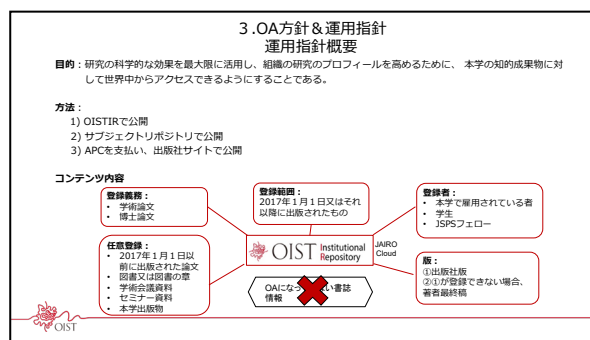 3.OA方針&運用指針
運用指針概要
目的：研究の科学的な効果を最大限に活用し、組織の研究のプロフィールを高めるために、 本学の知的成果物に対
して世界中からアクセスできるようにすることである。
方法：
1) OISTIRで公開
2) サブジェクトリポジトリで公開
3) APCを支払い、出版社サイトで公開
コンテンツ内容
登録義務：
• 学術論文
• 博士論文
登録範囲：
2017年１月１日又はそれ
以降に出版されたもの
登録者：
• 本学で雇用されている者
• 学生
• JSPSフェロー
任意登録：
• 2017年１月１日以
前に出版された論文
• 図書又は図書の章
• 学術会議資料
• セミナー資料
• 本学出版物
OIST Institutional
Repository
JAIRO
Cloud
版：
①出版社版
②①が登録できない場合、
著者最終稿
OAになっ い書誌
情報
OIST